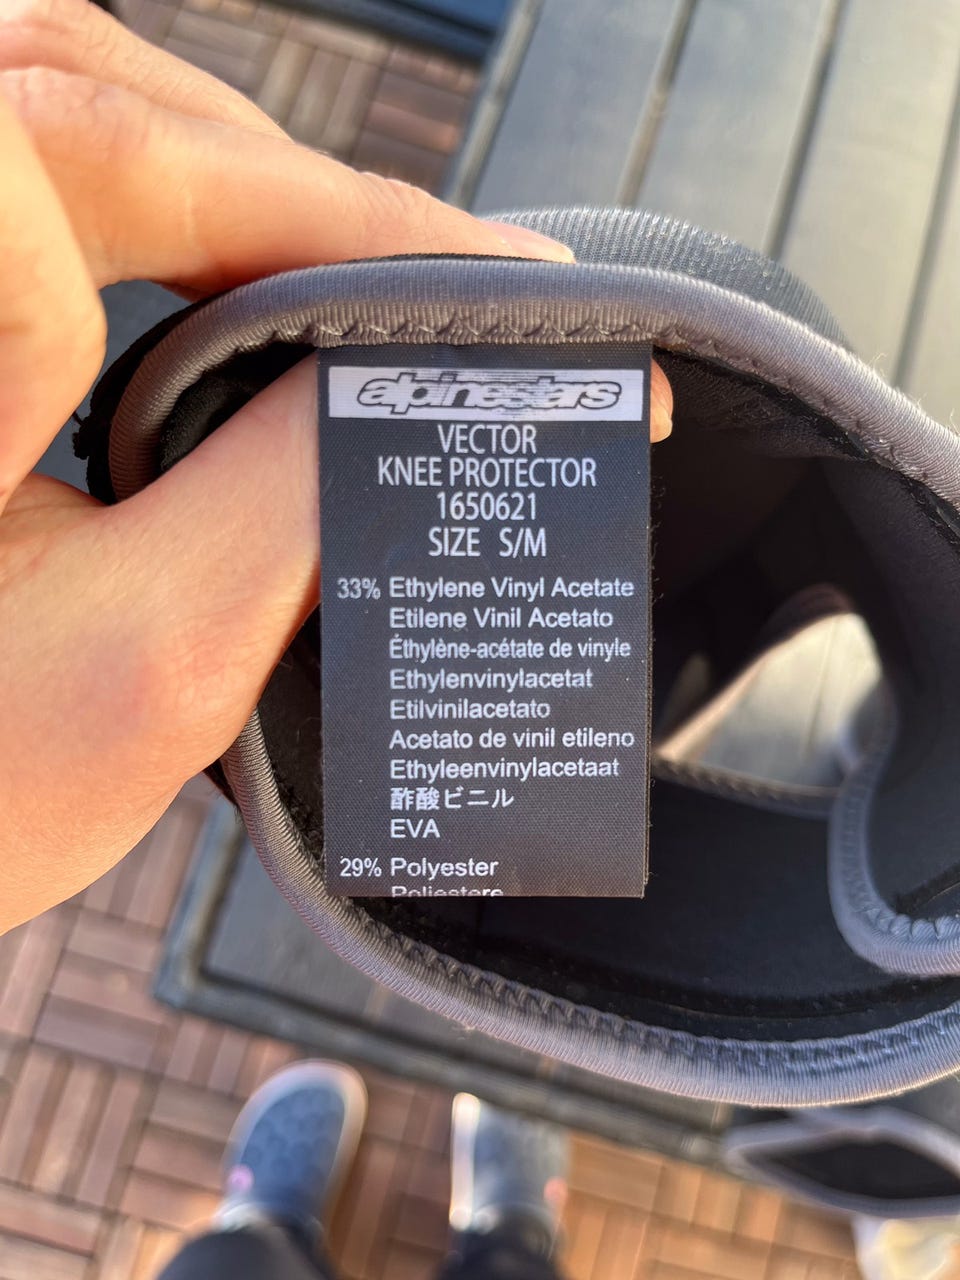 alpinestars
VECTOR
KNEE PROTECTOR
1650621
SIZE S/M
33% Ethylene Vinyl Acetate
Etilene Vinil Acetato
Éthylène-acétate de vinyle
Ethylenvinylacetat
Etilvinilacetato
Acetato de vinil etileno
Ethyleenvinylacetaat
酢酸ビニル
EVA
29% Polyester
Poliestere